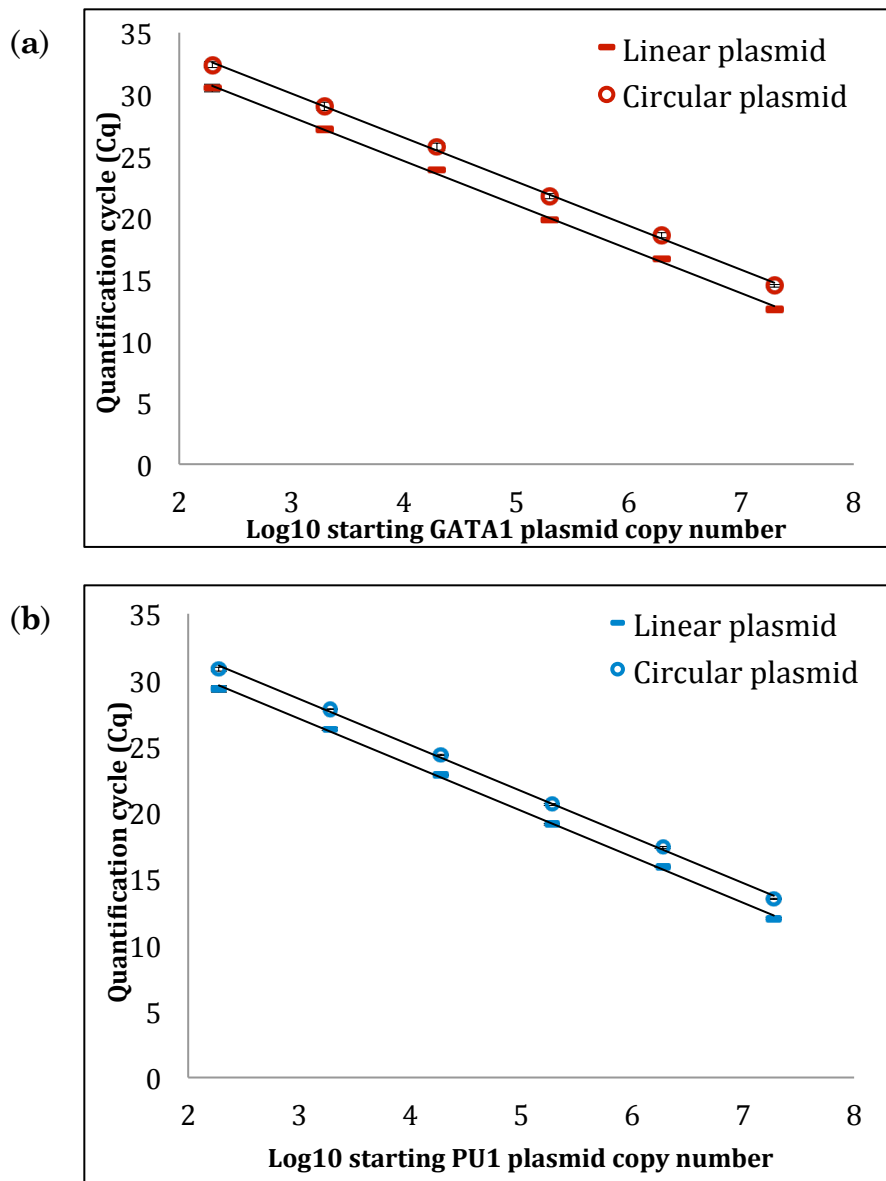 (a)
Linear plasmid
Circular plasmid
Quantification cycle (Cq)
35
30
25
20
15
10
5
0
2 3 4 5 6 7 8
Log10 starting GATA1 plasmid copy number
(b)
Linear plasmid
Circular plasmid
Quantification cycle (Cq)
35
30
25
20
15
10
5
0
2 3 4 5 6 7 8
Log10 starting PU1 plasmid copy number